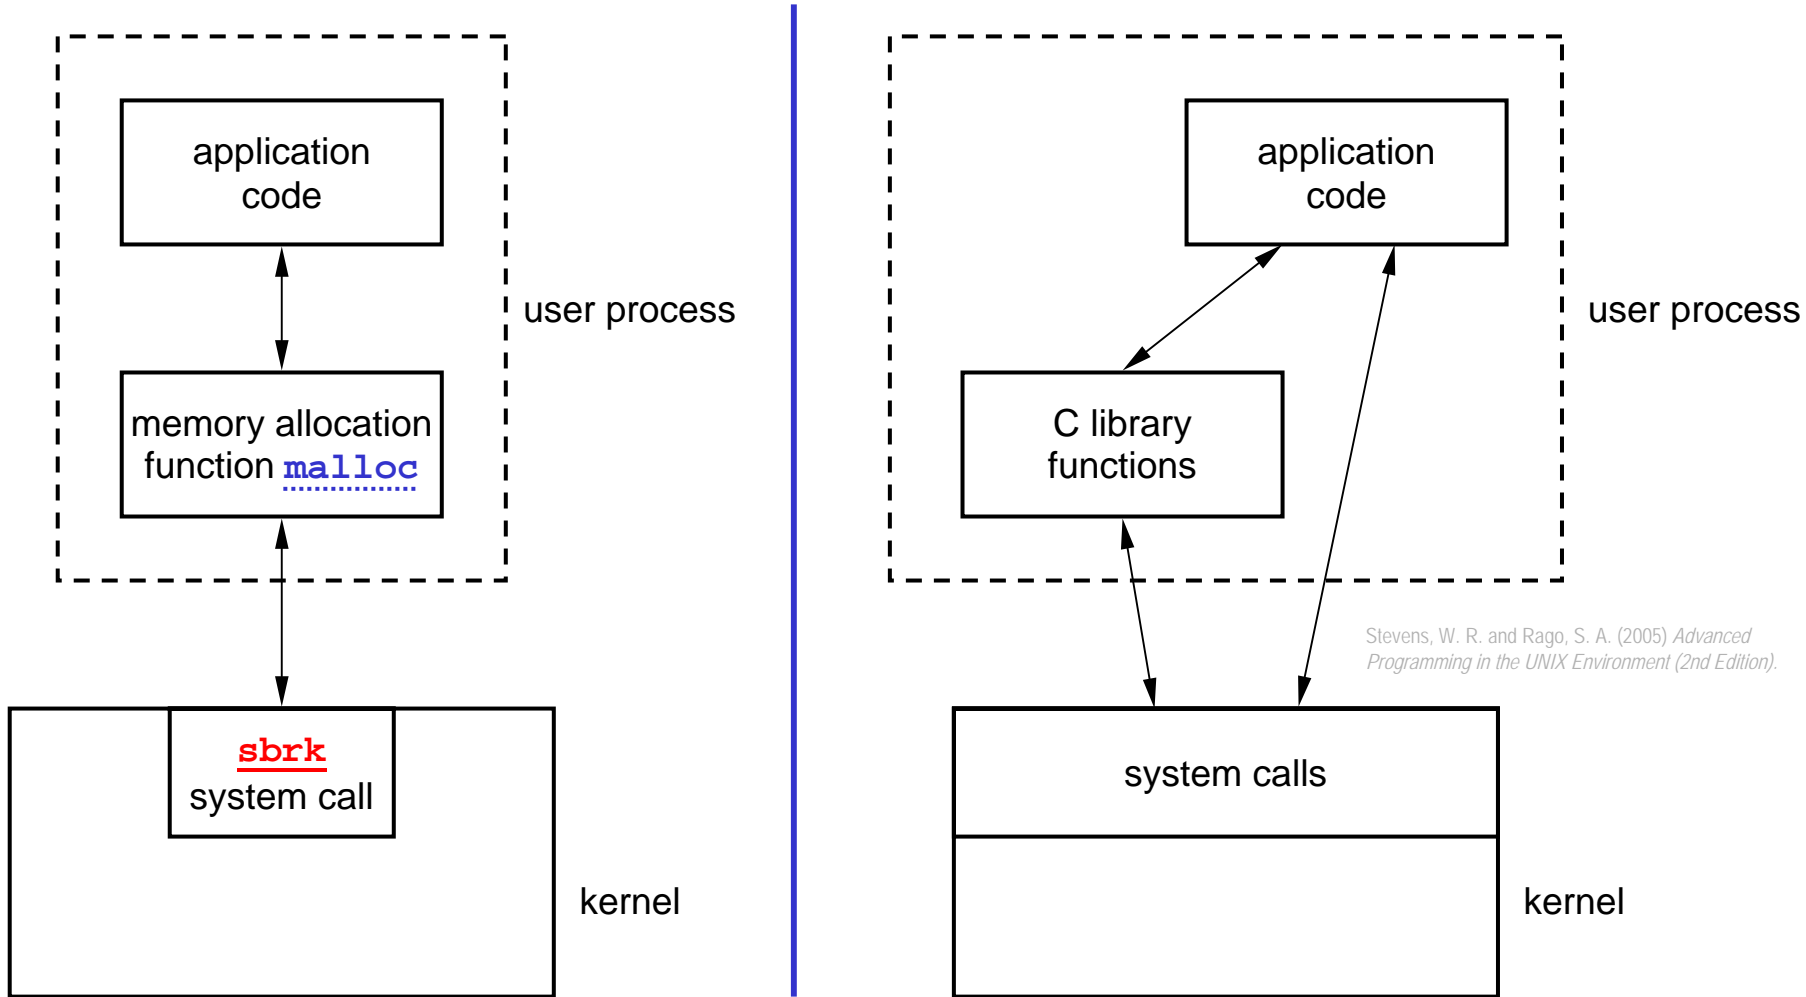 application
code
user process
memory allocation
function malloc
sbrk
system call
kernel
application
code
user process
C library
functions
Stevens, W. R. and Rago, S. A. (2005) Advanced
Programming in the UNIX Environment (2nd Edition).
system calls
kernel